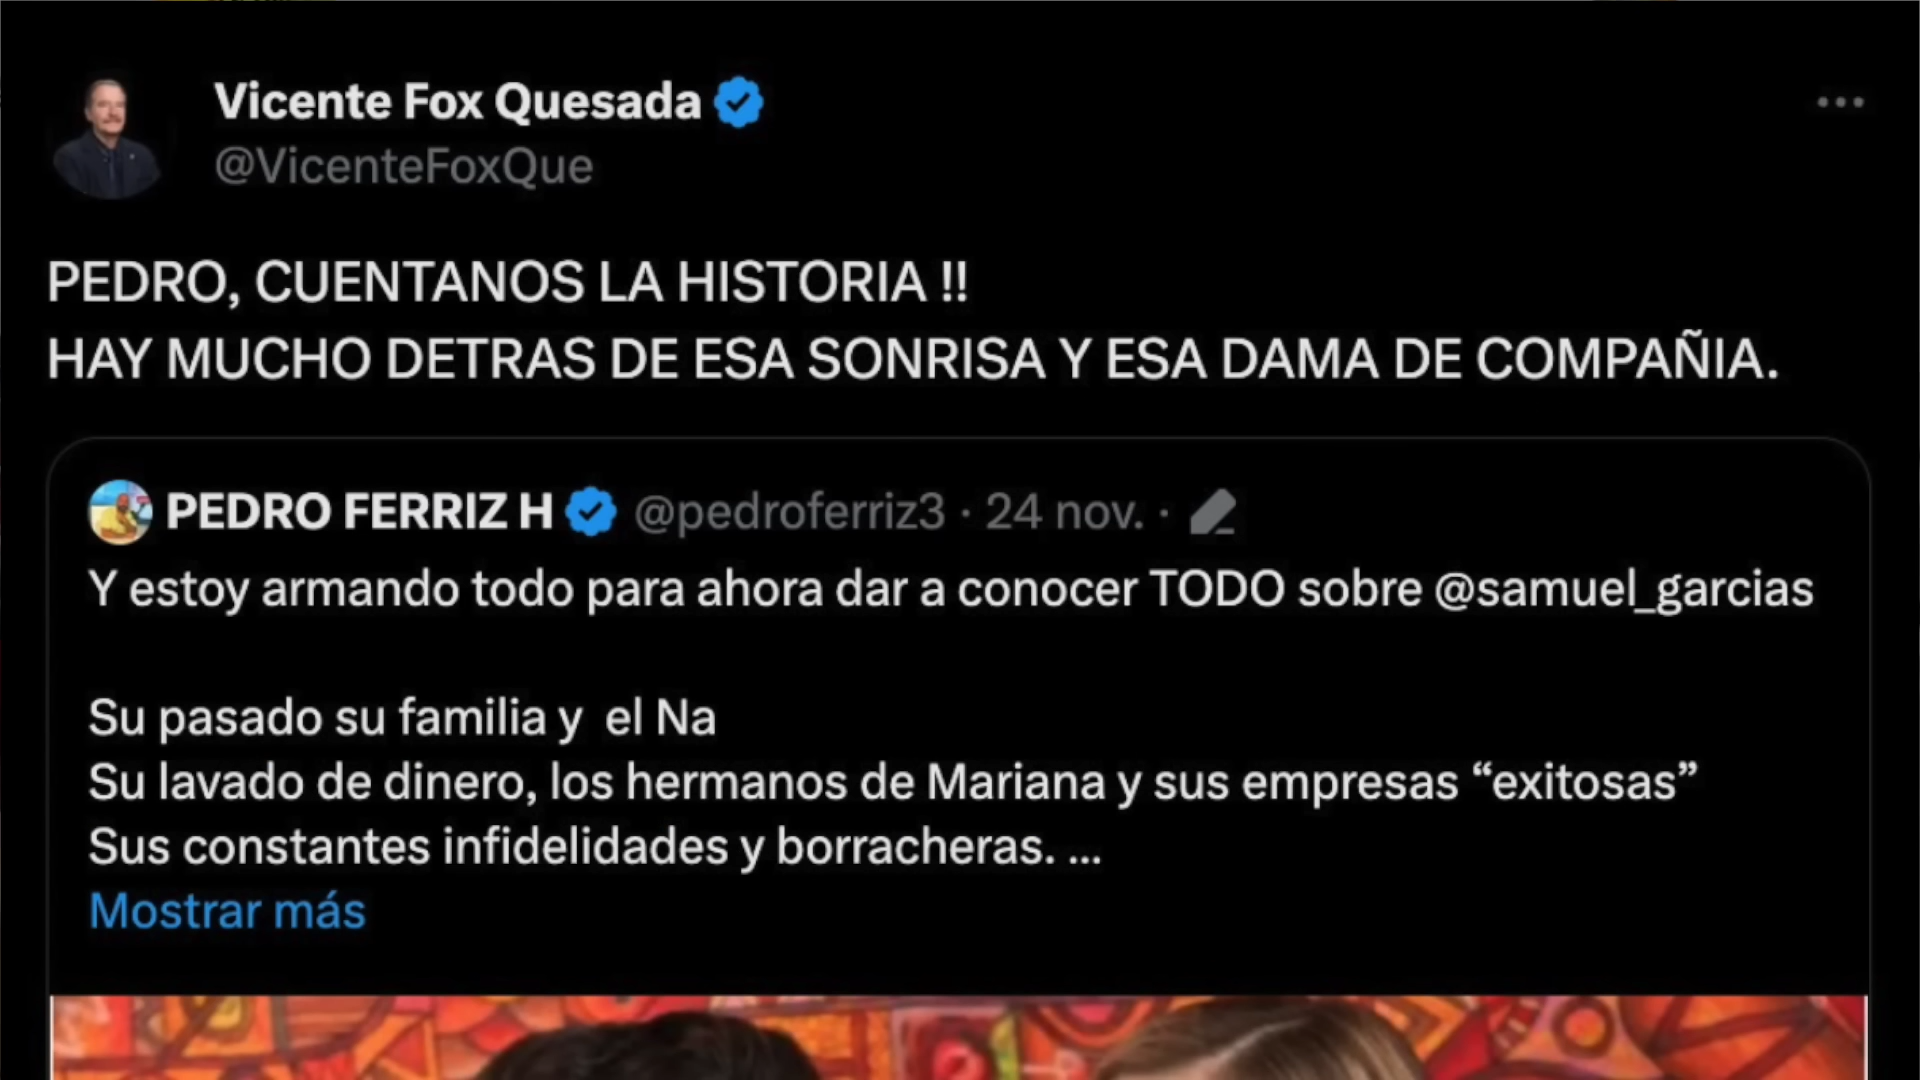 Vicente Fox Quesada
@VicenteFoxQue
PEDRO, CUENTANOS LA HISTORIA !!
HAY MUCHO DETRAS DE ESA SONRISA Y ESA DAMA DE COMPAÑIA.
PEDRO FERRIZ H @pedroferriz3 · 24 nov. ·
Y estoy armando todo para ahora dar a conocer TODO sobre @samuel_garcias
Su pasado su familia y  el Na
Su lavado de dinero, los hermanos de Mariana y sus empresas “exitosas”
Sus constantes infidelidades y borracheras. ...
Mostrar más